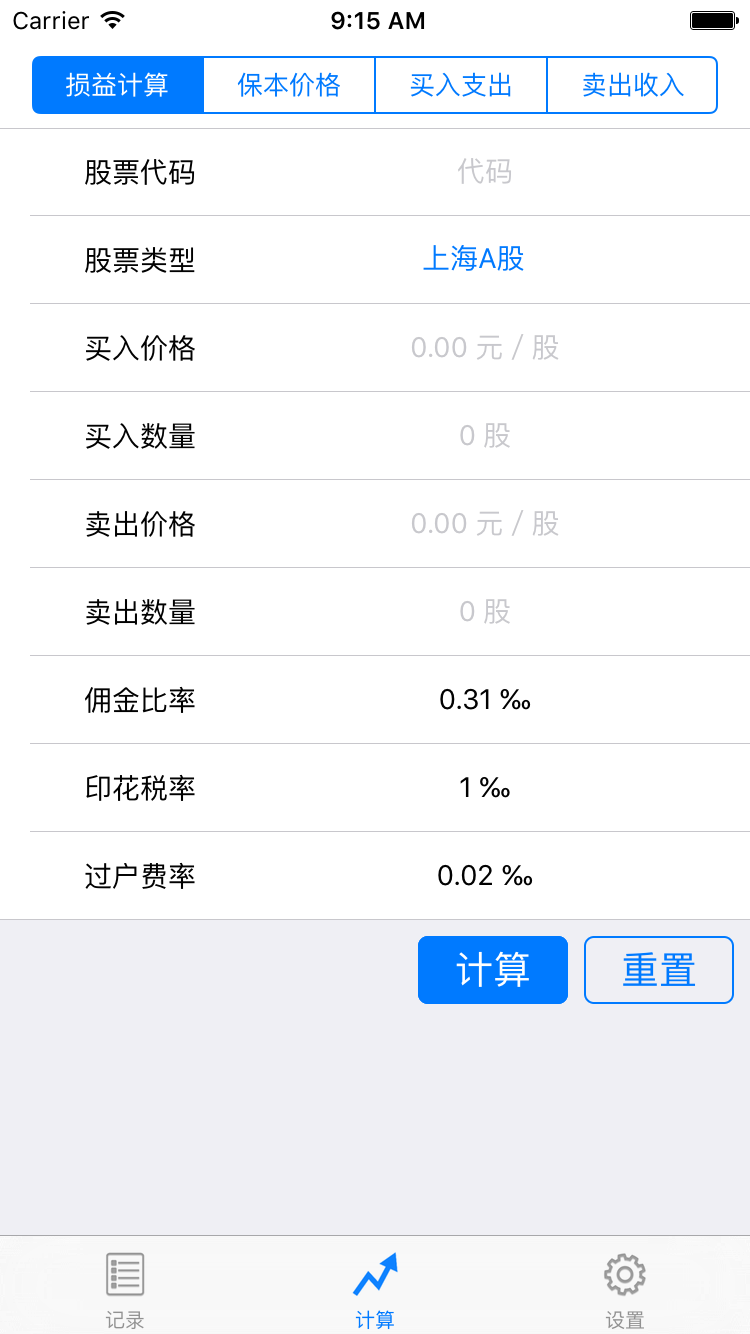 Carrier 9:15 AM
损益计算 保本价格 买入支出 卖出收入
股票代码 代码
股票类型 上海A股
买入价格 0.00 元 / 股
买入数量 0 股
卖出价格 0.00 元 / 股
卖出数量 0 股
佣金比率 0.31 ‰
印花税率 1 ‰
过户费率 0.02 ‰
计算 重置
记录 计算 设置